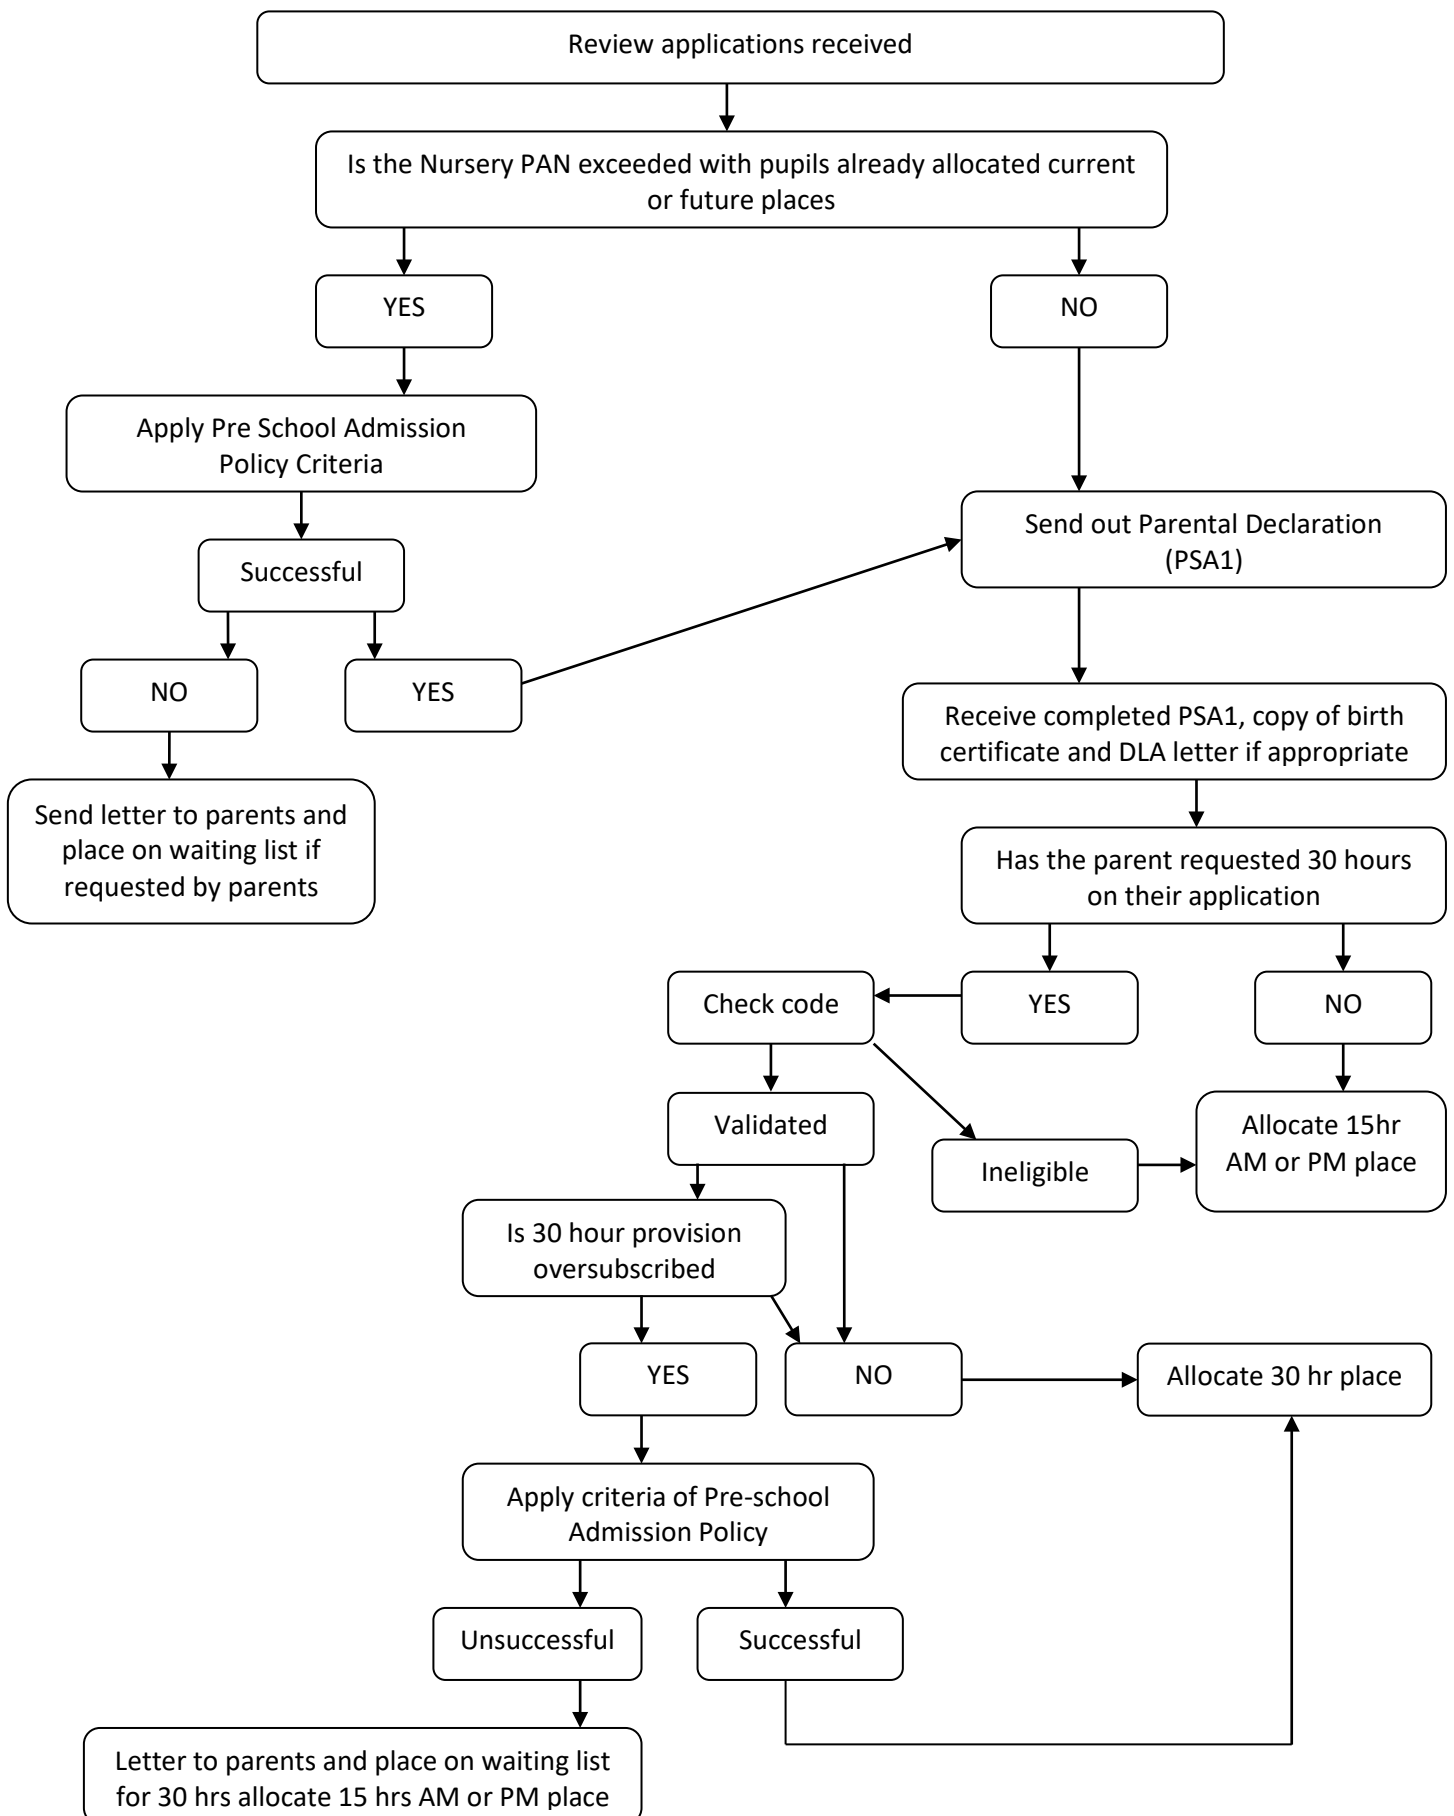 Review applications received
Is the Nursery PAN exceeded with pupils already allocated current
or future places
YES
NO
Apply Pre School Admission
Policy Criteria
Successful
NO
YES
Send letter to parents and
place on waiting list if
requested by parents
Send out Parental Declaration
(PSA1)
Receive completed PSA1, copy of birth
certificate and DLA letter if appropriate
Has the parent requested 30 hours
on their application
Check code
YES
NO
Validated
Ineligible
Allocate 15hr
AM or PM place
Is 30 hour provision
oversubscribed
YES
NO
Allocate 30 hr place
Apply criteria of Pre-school
Admission Policy
Unsuccessful
Successful
Letter to parents and place on waiting list
for 30 hrs allocate 15 hrs AM or PM place